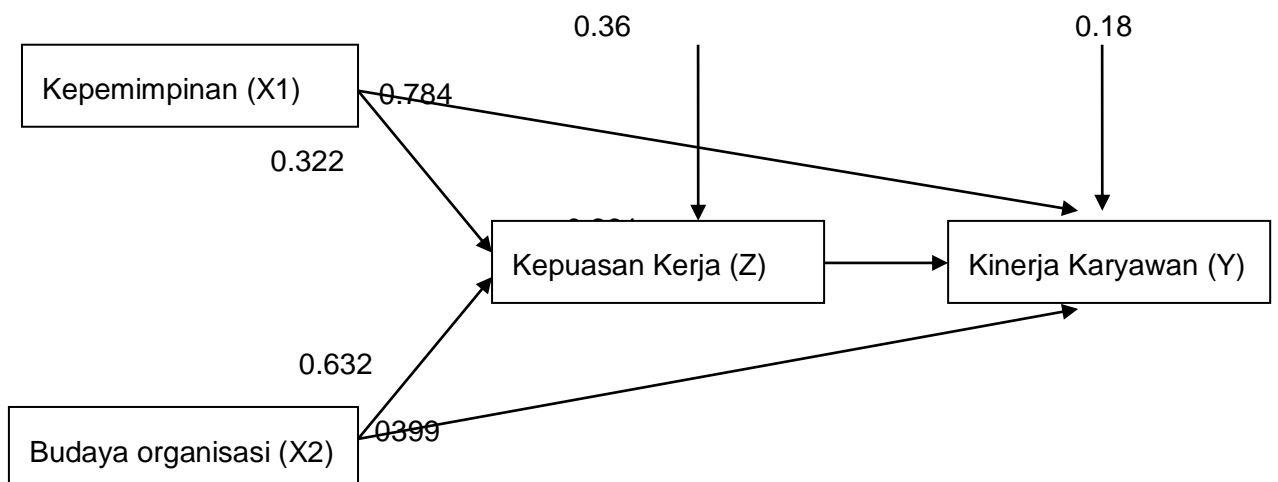 0.36
0.18
Kepemimpinan (X1)
0.784
0.322
Kepuasan Kerja (Z)
Kinerja Karyawan (Y)
0.632
0399
Budaya organisasi (X2)